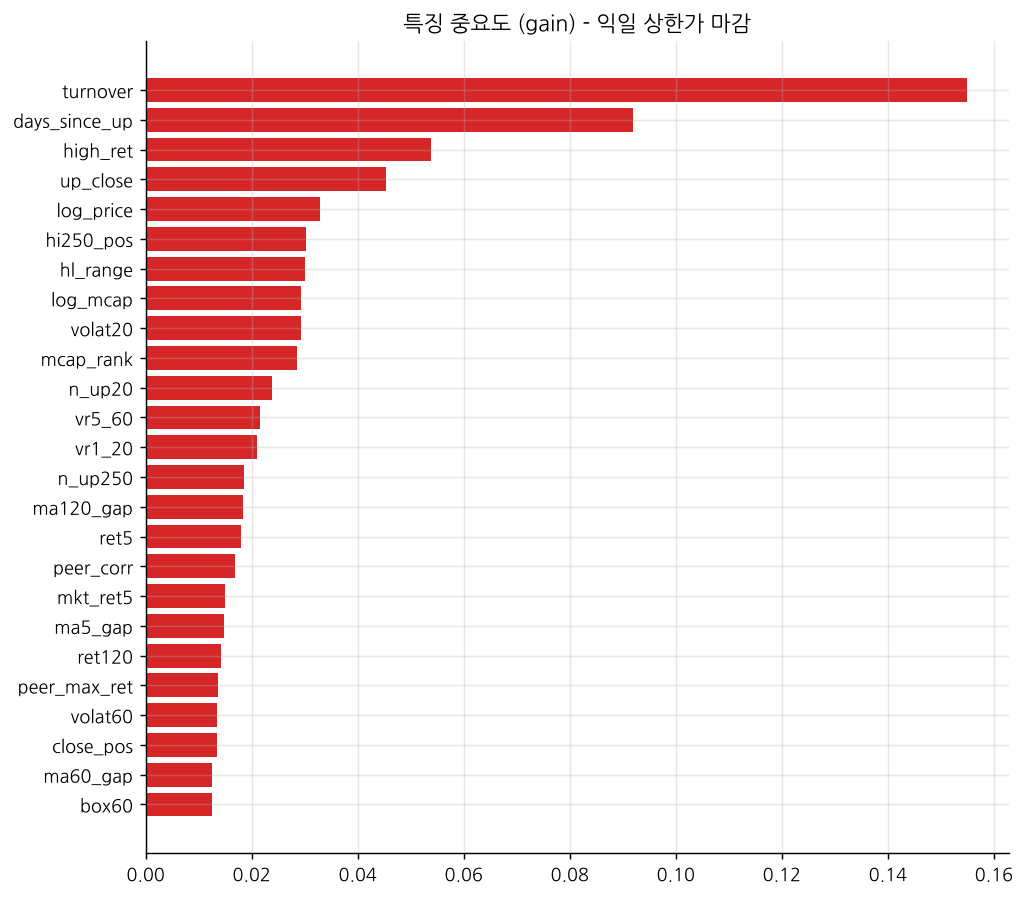 특징 중요도 (gain) - 익일 상한가 마감
turnover
days_since_up
high_ret
up_close
log_price
hi250_pos
hl_range
log_mcap
volat20
mcap_rank
n_up20
vr5_60
vr1_20
n_up250
ma120_gap
ret5
peer_corr
mkt_ret5
ma5_gap
ret120
peer_max_ret
volat60
close_pos
ma60_gap
box60
0.00 0.02 0.04 0.06 0.08 0.10 0.12 0.14 0.16